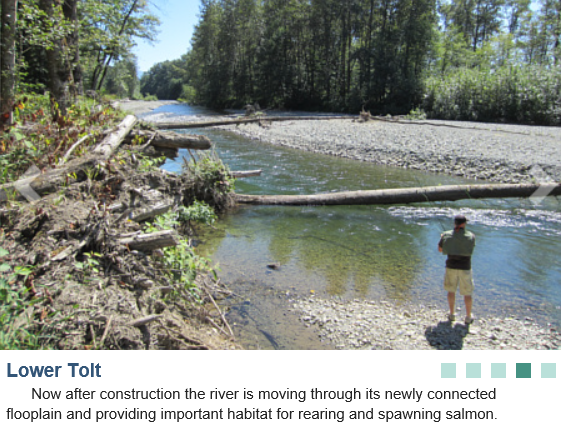 Lower Tolt
Now after construction the river is moving through its newly connected
flooplain and providing important habitat for rearing and spawning salmon.